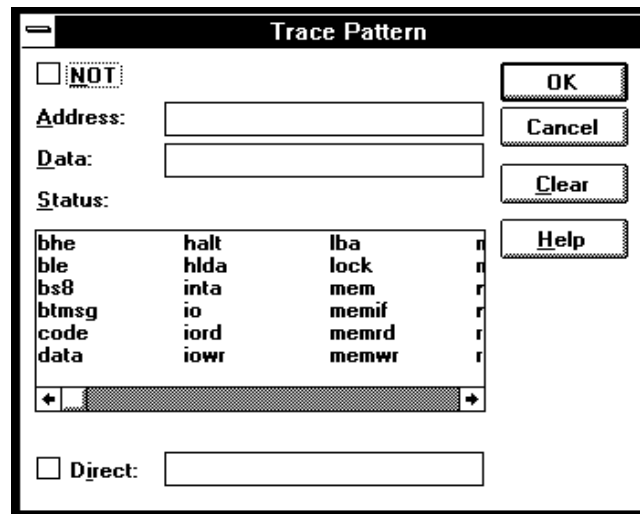 Trace Pattern
NOT
OK
Address:
Cancel
Data:
Clear
Status:
Help
bhe halt lba
ble hlda lock
bs8 inta mem
btmsg io memif
code iord memrd
data iowr memwr
Direct: